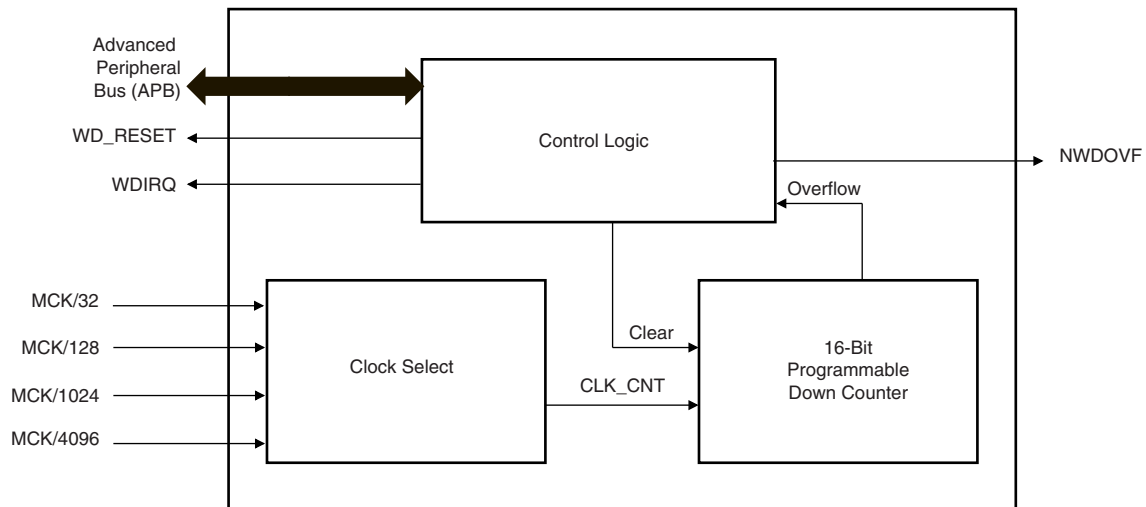 Advanced
Peripheral
Bus (APB)
WD_RESET
WDIRQ
Control Logic
NWDOVF
Overflow
MCK/32
MCK/128
MCK/1024
MCK/4096
Clock Select
Clear
CLK_CNT
16-Bit
Programmable
Down Counter